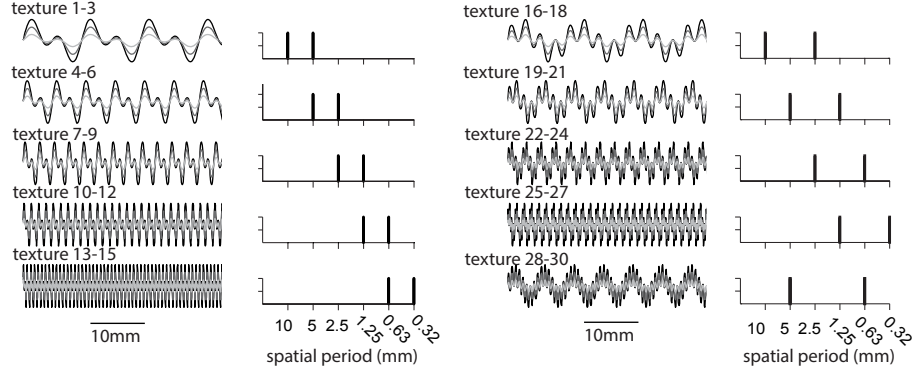 texture 1-3
texture 4-6
texture 7-9
texture 10-12
texture 13-15
10mm
10 5 2.5 1.25 0.63 0.32
spatial period (mm)
texture 16-18
texture 19-21
texture 22-24
texture 25-27
texture 28-30
10mm
10 5 2.5 1.25 0.63 0.32
spatial period (mm)